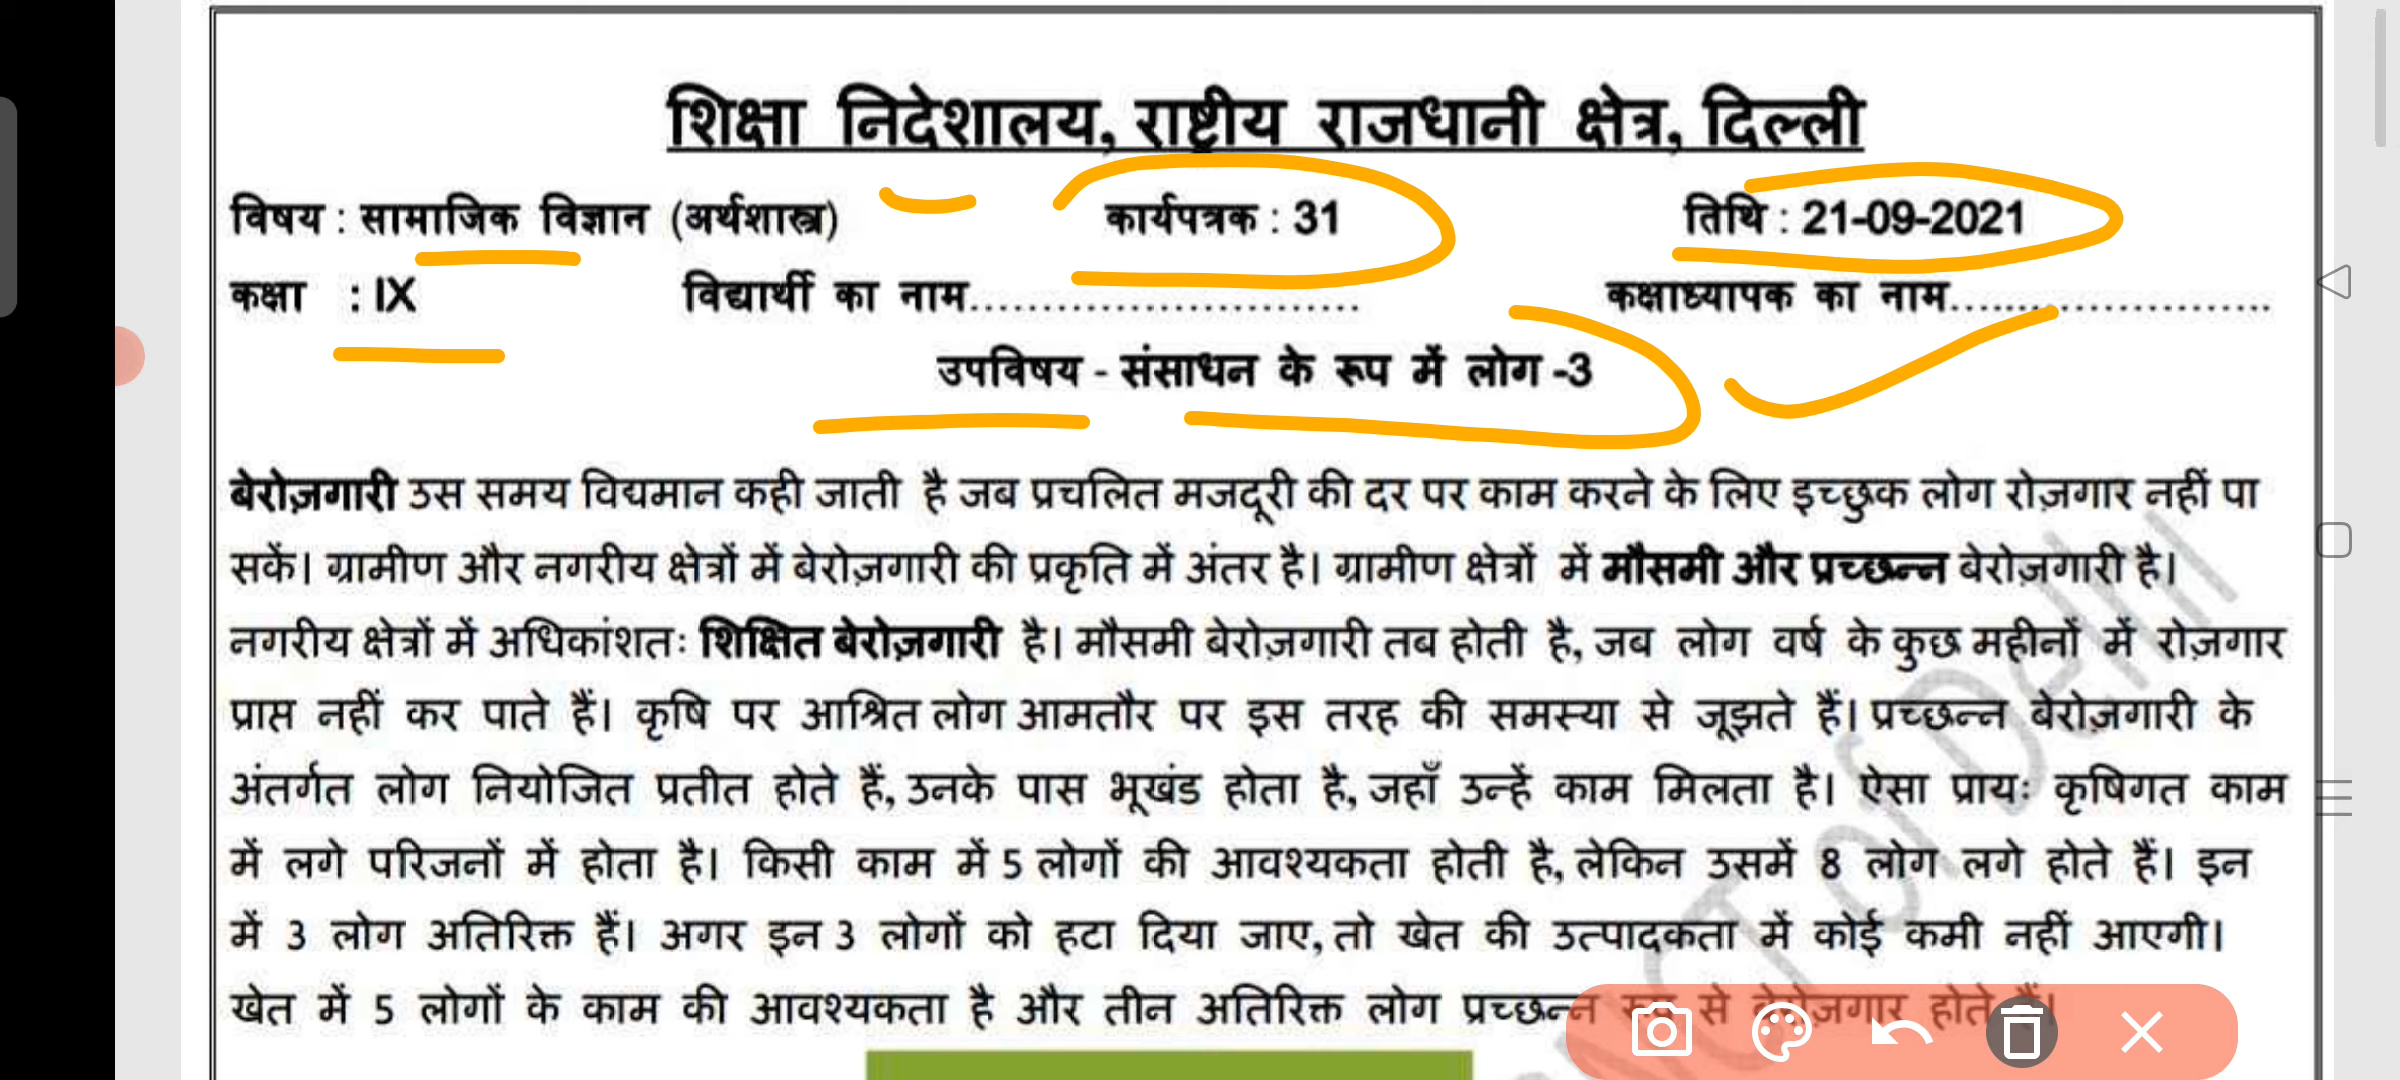 शिक्षा निदेशालय, राष्ट्रीय राजधानी क्षेत्र, दिल्ली
विषय : सामाजिक विज्ञान (अर्थशास्त्र) कार्यपत्रक : 31 तिथि : 21-09-2021
कक्षा : IX विद्यार्थी का नाम........................... कक्षाध्यापक का नाम.........................
उपविषय - संसाधन के रूप में लोग -3
बेरोज़गारी उस समय विद्यमान कही जाती है जब प्रचलित मजदूरी की दर पर काम करने के लिए इच्छुक लोग रोज़गार नहीं पा
सकें। ग्रामीण और नगरीय क्षेत्रों में बेरोज़गारी की प्रकृति में अंतर है। ग्रामीण क्षेत्रों में मौसमी और प्रच्छन्न बेरोज़गारी है।
नगरीय क्षेत्रों में अधिकांशतः शिक्षित बेरोज़गारी है। मौसमी बेरोज़गारी तब होती है, जब लोग वर्ष के कुछ महीनों में रोज़गार
प्राप्त नहीं कर पाते हैं। कृषि पर आश्रित लोग आमतौर पर इस तरह की समस्या से जूझते हैं। प्रच्छन्न बेरोज़गारी के
अंतर्गत लोग नियोजित प्रतीत होते हैं, उनके पास भूखंड होता है, जहाँ उन्हें काम मिलता है। ऐसा प्रायः कृषिगत काम
में लगे परिजनों में होता है। किसी काम में 5 लोगों की आवश्यकता होती है, लेकिन उसमें 8 लोग लगे होते हैं। इन
में 3 लोग अतिरिक्त हैं। अगर इन 3 लोगों को हटा दिया जाए, तो खेत की उत्पादकता में कोई कमी नहीं आएगी।
खेत में 5 लोगों के काम की आवश्यकता है और तीन अतिरिक्त लोग प्रच्छन्न रूप से बेरोज़गार होते हैं।
of Delhi